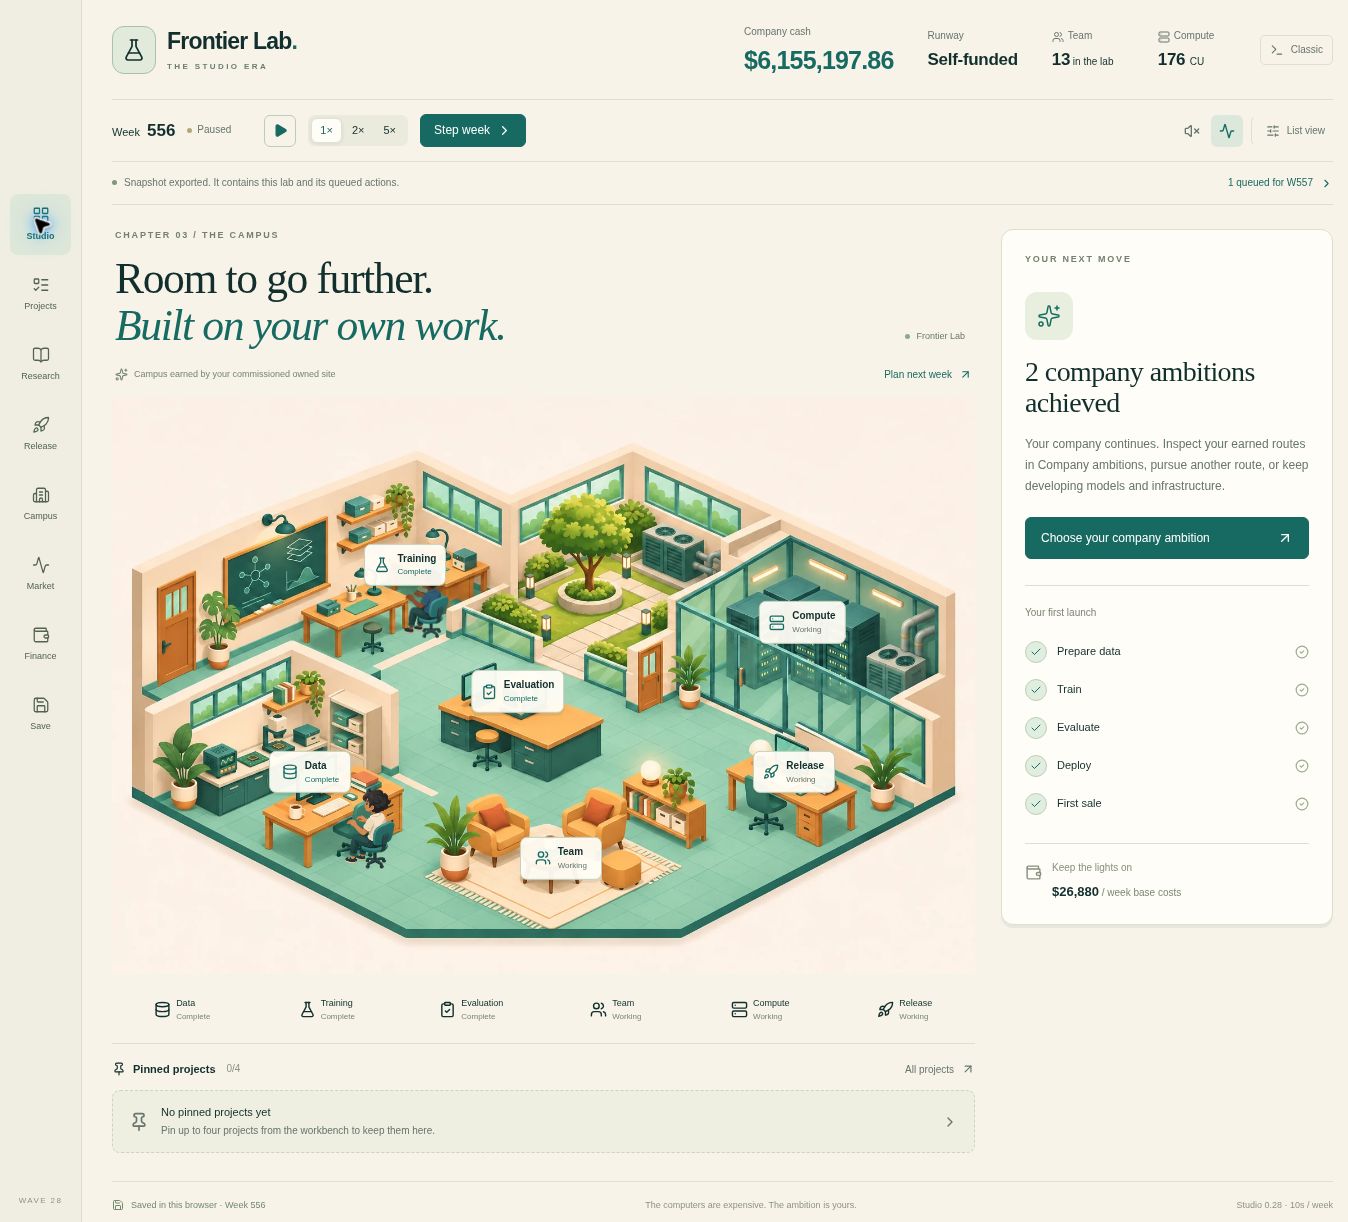 Frontier Lab.
THE STUDIO ERA
Company cash
$6,155,197.86
Runway
Self-funded
Team
13 in the lab
Compute
176 CU
Classic
Week 556
Paused
1×
2×
5×
Step week
List view
Snapshot exported. It contains this lab and its queued actions.
1 queued for W557
Studio
Projects
Research
Release
Campus
Market
Finance
Save
WAVE 28
CHAPTER 03 / THE CAMPUS
Room to go further.
Built on your own work.
Frontier Lab
Campus earned by your commissioned owned site
Plan next week
Training
Complete
Compute
Working
Evaluation
Complete
Data
Complete
Release
Working
Team
Working
Data
Complete
Training
Complete
Evaluation
Complete
Team
Working
Compute
Working
Release
Working
Pinned projects 0/4
All projects
No pinned projects yet
Pin up to four projects from the workbench to keep them here.
YOUR NEXT MOVE
2 company ambitions
achieved
Your company continues. Inspect your earned routes
in Company ambitions, pursue another route, or keep
developing models and infrastructure.
Choose your company ambition
Your first launch
Prepare data
Train
Evaluate
Deploy
First sale
Keep the lights on
$26,880 / week base costs
Saved in this browser · Week 556
The computers are expensive. The ambition is yours.
Studio 0.28 · 10s / week